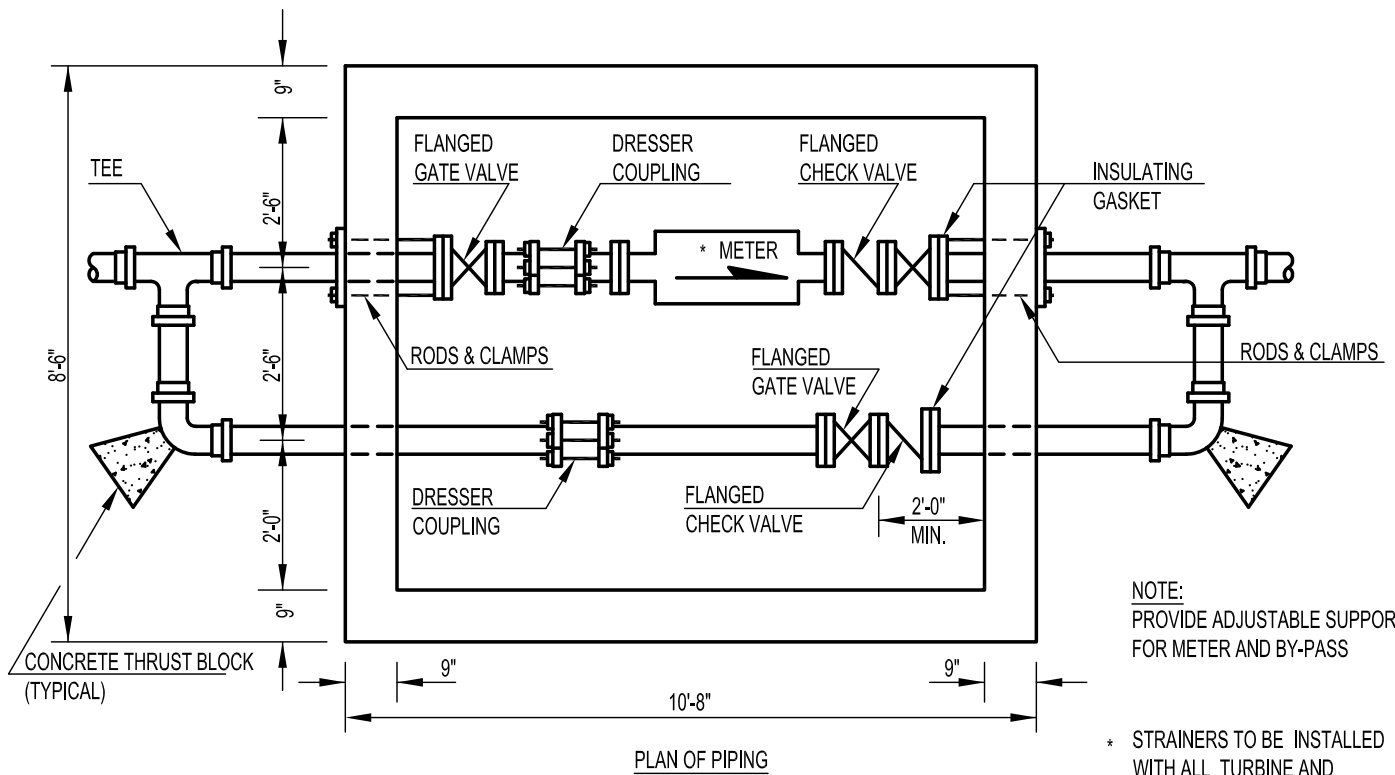 9"
FLANGED
GATE VALVE
DRESSER
COUPLING
FLANGED
CHECK VALVE
INSULATING
GASKET
TEE
2'-6"
* METER
8'-6"
2'-6"
RODS & CLAMPS
FLANGED
GATE VALVE
RODS & CLAMPS
DRESSER
COUPLING
FLANGED
CHECK VALVE
2'-0"
MIN.
2'-0"
9"
NOTE:
PROVIDE ADJUSTABLE SUPPOR
FOR METER AND BY-PASS
CONCRETE THRUST BLOCK
(TYPICAL)
9"
9"
10'-8"
PLAN OF PIPING
* STRAINERS TO BE INSTALLED
WITH ALL TURBINE AND